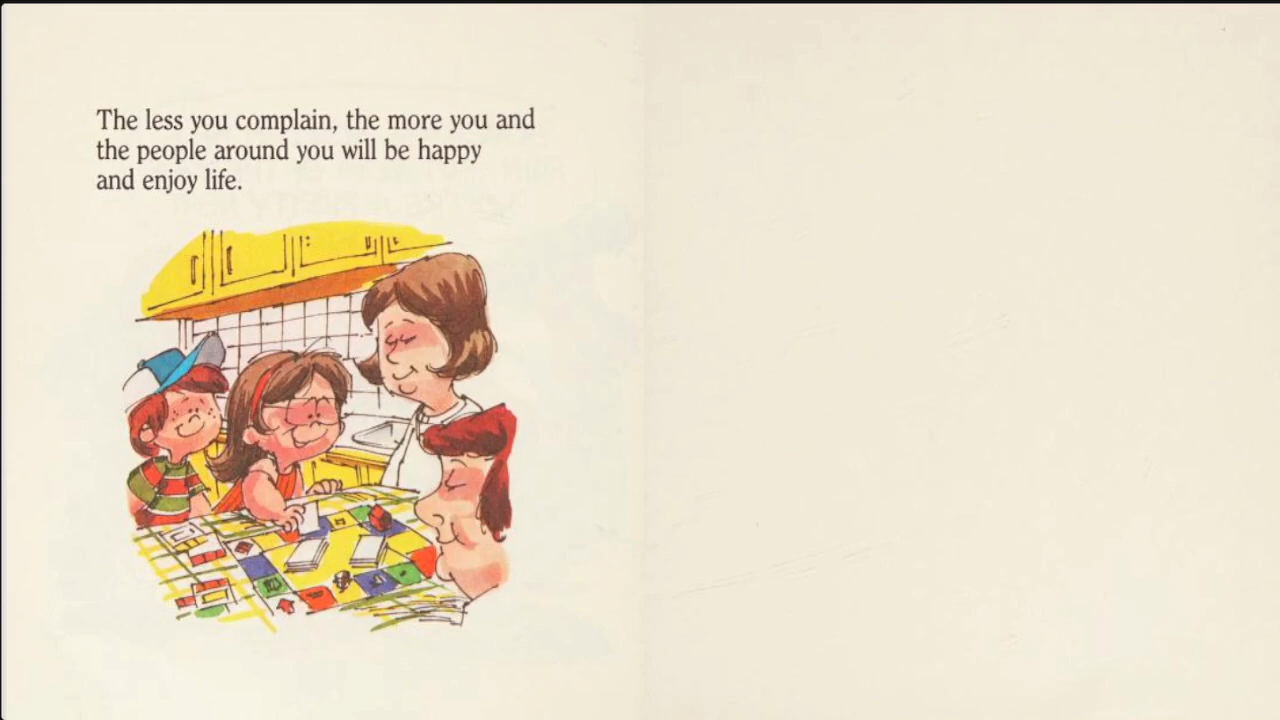 The less you complain, the more you and
the people around you will be happy
and enjoy life.